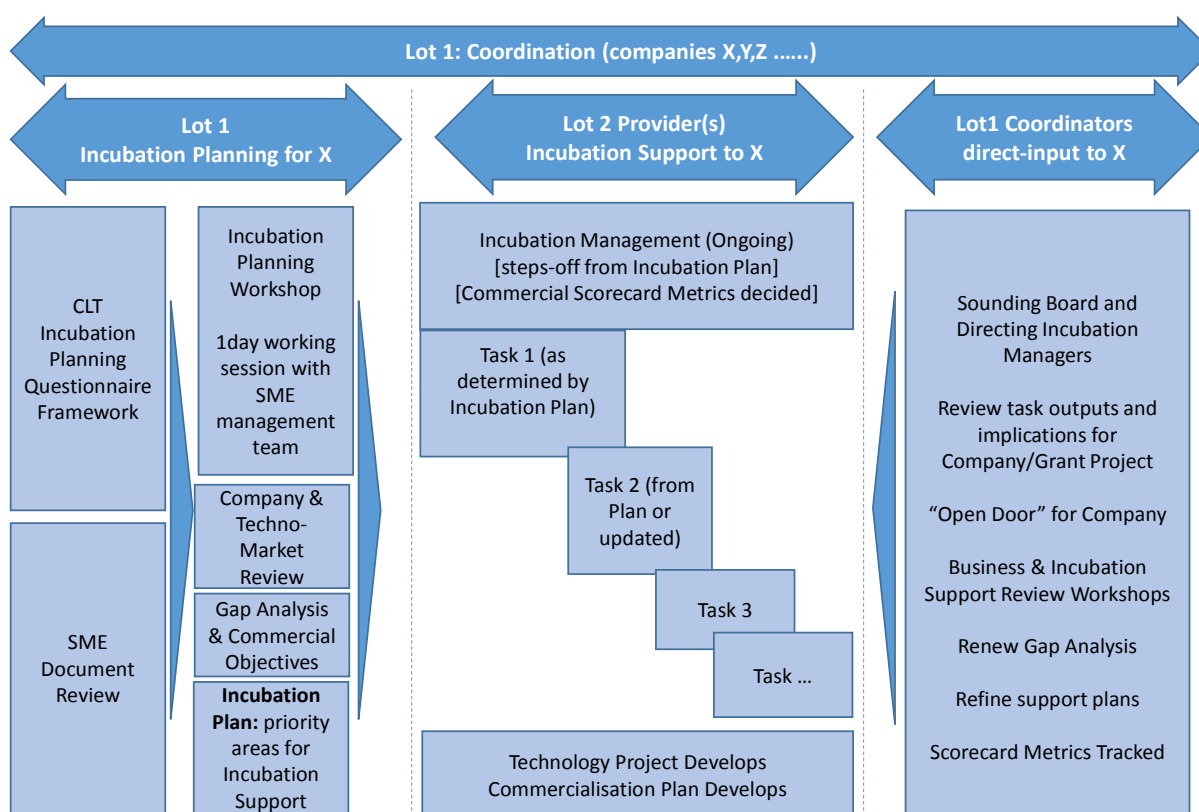 Lot 1: Coordination (companies X,Y,Z ......)
Lot 1
Incubation Planning for X
Lot 2 Provider(s)
Incubation Support to X
Lot1 Coordinators
direct-input to X
CLT
Incubation
Planning
Questionnaire
Framework
SME
Document
Review
Incubation
Planning
Workshop
1day working
session with
SME
management
team
Company &
Techno-
Market
Review
Gap Analysis
& Commercial
Objectives
Incubation
Plan: priority
areas for
Incubation
Support
Incubation Management (Ongoing)
[steps-off from Incubation Plan]
[Commercial Scorecard Metrics decided]
Task 1 (as
determined by
Incubation Plan)
Task 2 (from
Plan or
updated)
Task 3
Task ...
Technology Project Develops
Commercialisation Plan Develops
Sounding Board and
Directing Incubation
Managers
Review task outputs and
implications for
Company/Grant Project
“Open Door” for Company
Business & Incubation
Support Review Workshops
Renew Gap Analysis
Refine support plans
Scorecard Metrics Tracked